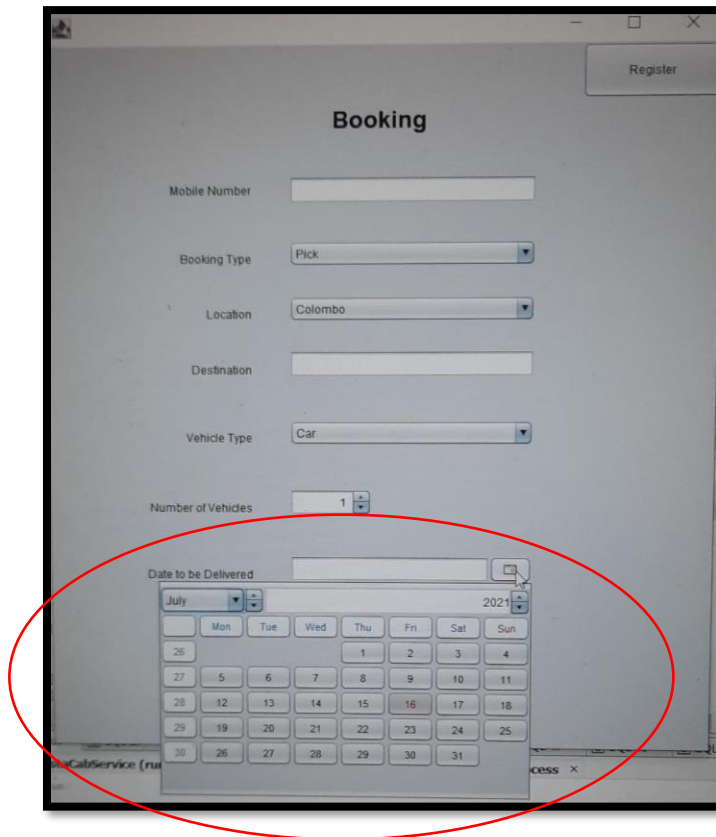 Register
Booking
Mobile Number
Booking Type Pick
Location Colombo
Destination
Vehicle Type Car
Number of Vehicles 1
Date to be Delivered
July 2021
Mon Tue Wed Thu Fri Sat Sun
26 1 2 3 4
27 5 6 7 8 9 10 11
28 12 13 14 15 16 17 18
29 19 20 21 22 23 24 25
30 26 27 28 29 30 31
CabService
cess ×